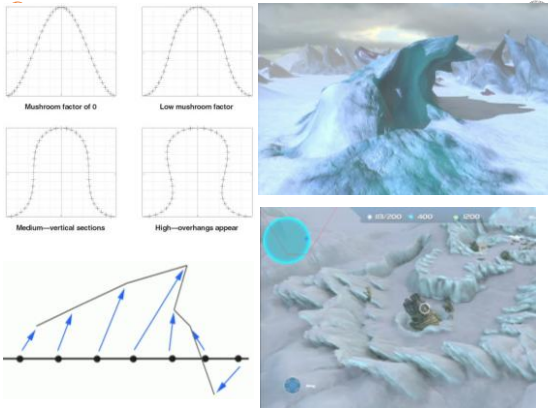 Mushroom factor of 0
Low mushroom factor
Medium—vertical sections
High—overhangs appear
400
1200